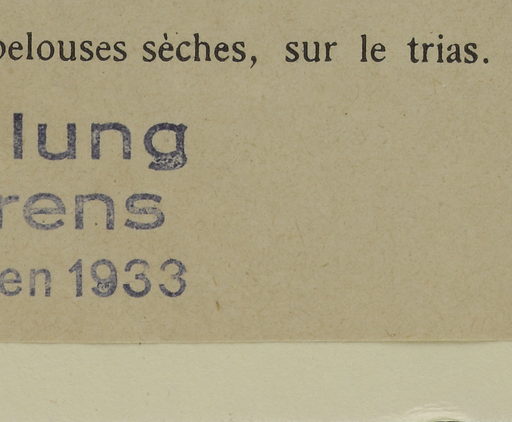 pelouses sèches, sur le trias.
lung
rens
en 1933